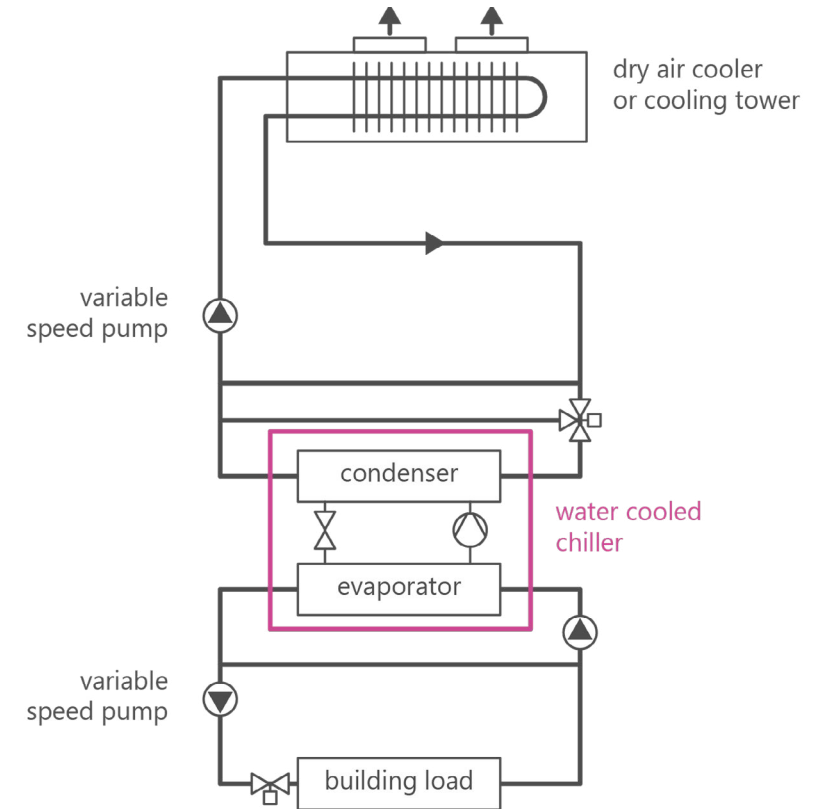 dry air cooler
or cooling tower
variable
speed pump
condenser
water cooled
chiller
evaporator
variable
speed pump
building load